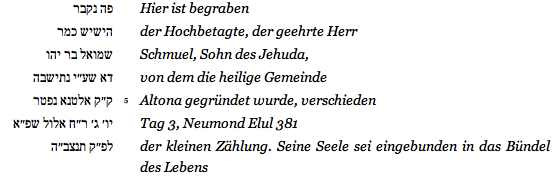 פה נקבר Hier ist begraben
הישיש כמר der Hochbetagte, der geehrte Herr
שמואל בר יהו Schmuel, Sohn des Jehuda,
דא שע״י נתישבה von dem die heilige Gemeinde
ק״ק אלטנא נפטר 5 Altona gegründet wurde, verschieden
יו׳ ג׳ ר״ח אלול שפ״א Tag 3, Neumond Elul 381
לפ״ק תנצב״ה der kleinen Zählung. Seine Seele sei eingebunden in das Bündel
des Lebens